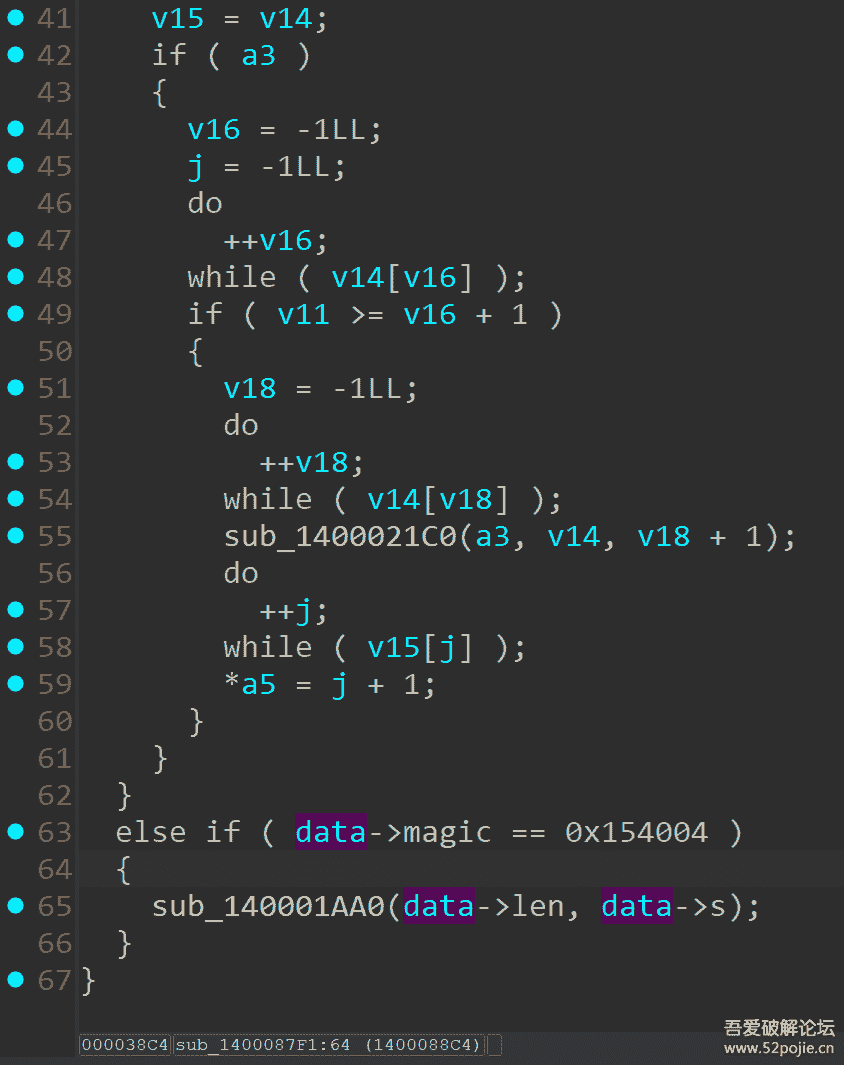 41 v15 = v14;
42 if ( a3 )
43 {
44 v16 = -1LL;
45 j = -1LL;
46 do
47 ++v16;
48 while ( v14[v16] );
49 if ( v11 >= v16 + 1 )
50 {
51 v18 = -1LL;
52 do
53 ++v18;
54 while ( v14[v18] );
55 sub_1400021C0(a3, v14, v18 + 1);
56 do
57 ++j;
58 while ( v15[j] );
59 *a5 = j + 1;
60 }
61 }
62 }
63 else if ( data->magic == 0x154004 )
64 {
65 sub_140001AA0(data->len, data->s);
66 }
67 }
000038C4 sub_1400087F1:64 (1400088C4)
吾爱破解论坛
www.52pojie.cn